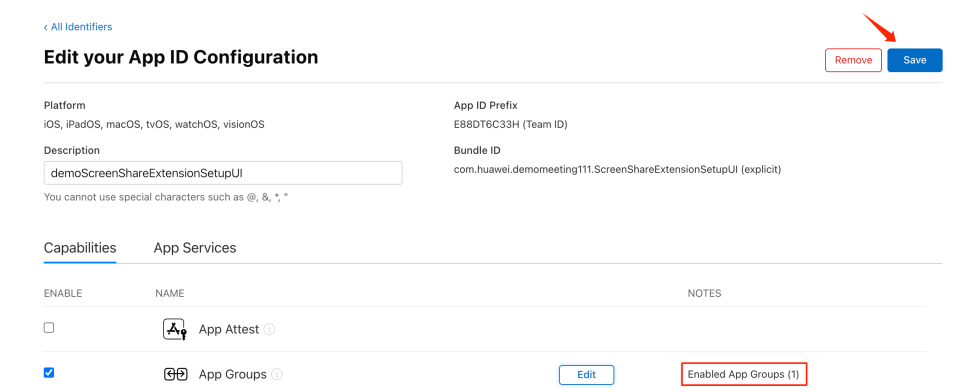 < All Identifiers
Edit your App ID Configuration
Remove
Save
Platform
App ID Prefix
iOS, iPadOS, macOS, tvOS, watchOS, visionOS
E88DT6C33H (Team ID)
Description
Bundle ID
demoScreenShareExtensionSetupUI
com.huawei.demomeeting111.ScreenShareExtensionSetupUI (explicit)
You cannot use special characters such as @, &, *, "
Capabilities
App Services
ENABLE
NAME
NOTES
App Attest
App Groups
Edit
Enabled App Groups (1)